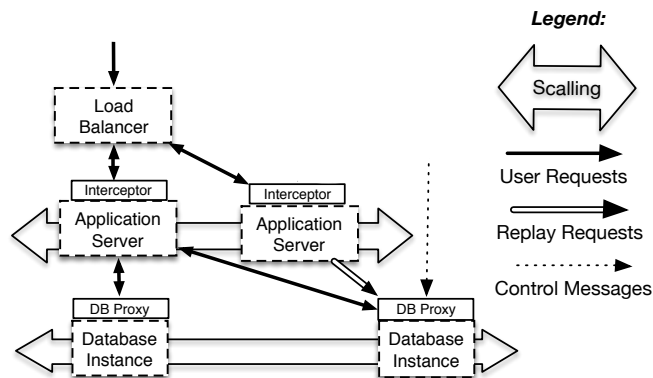 Legend:
Scalling
User Requests
Replay Requests
Control Messages
Load
Balancer
Interceptor
Application
Server
Interceptor
Application
Server
DB Proxy
Database
Instance
DB Proxy
Database
Instance